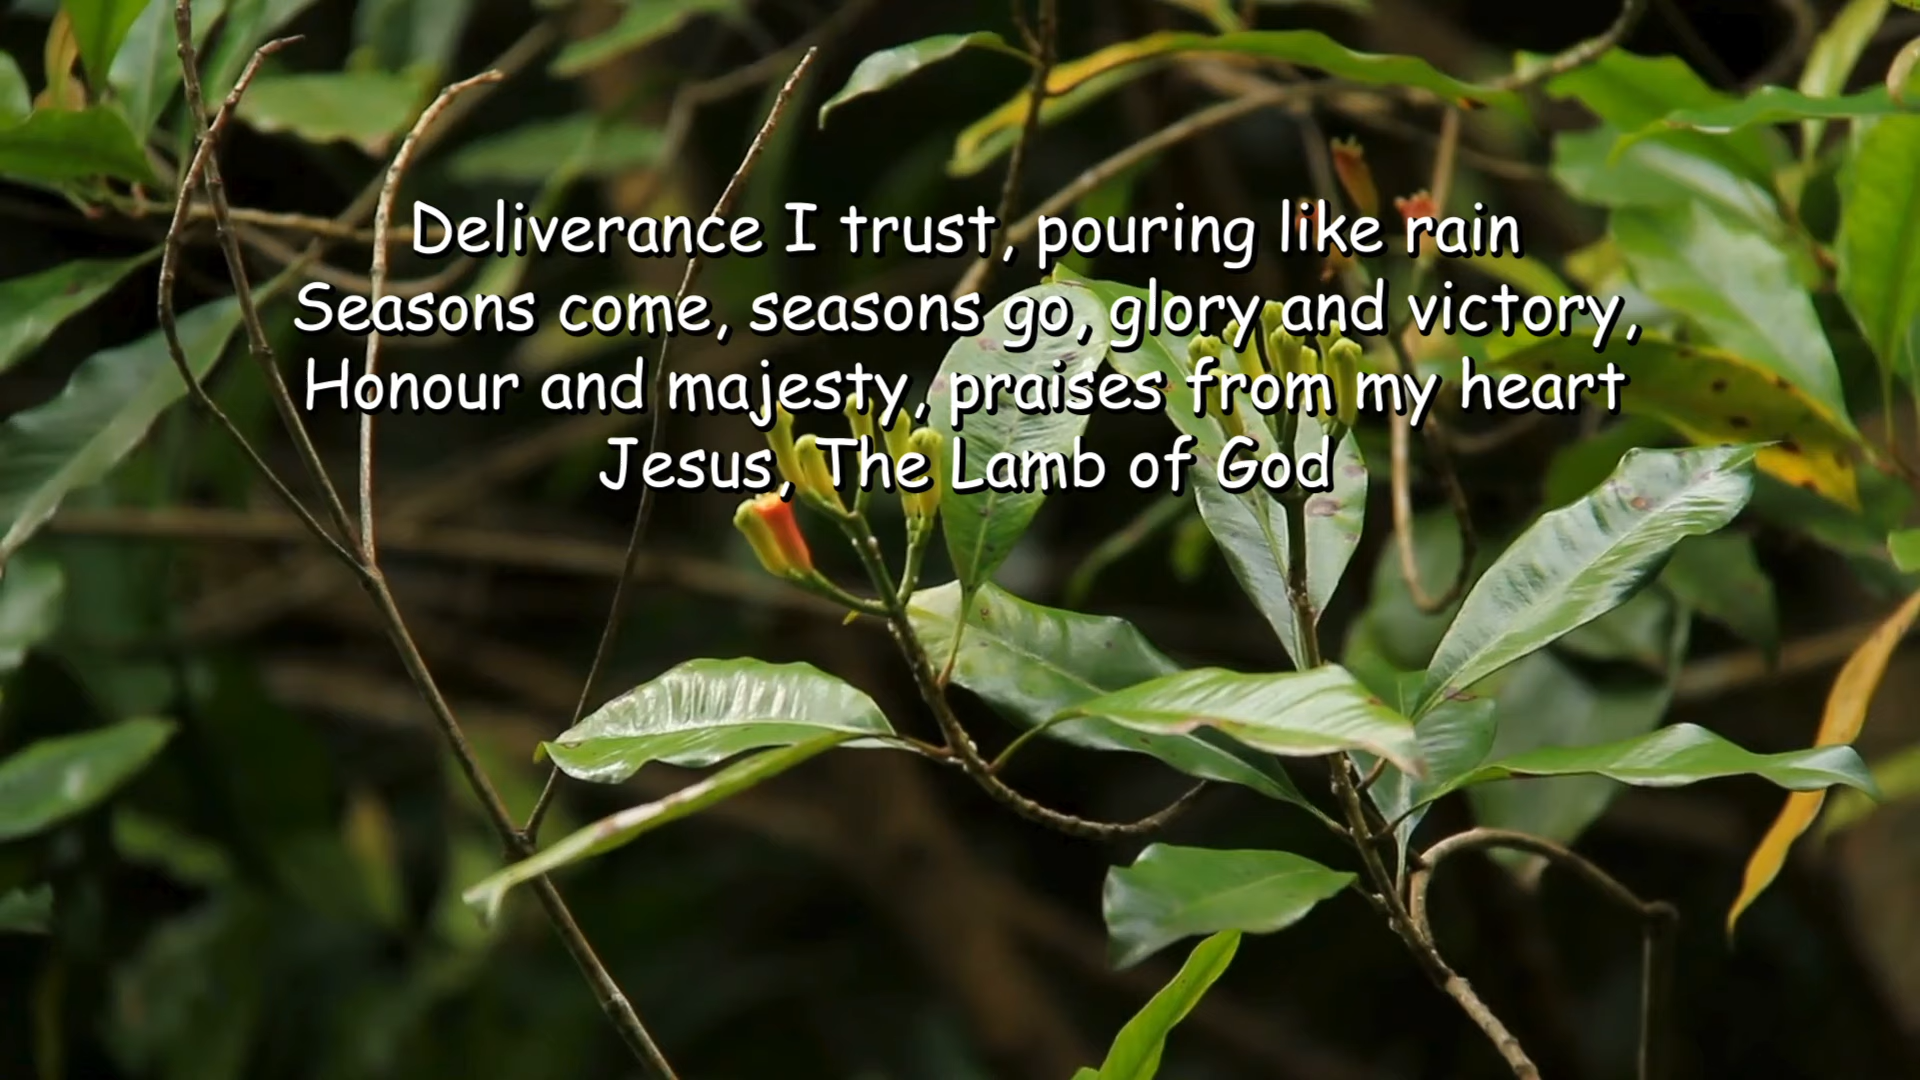 Deliverance I trust, pouring like rain
Seasons come, seasons go, glory and victory,
Honour and majesty, praises from my heart
Jesus, The Lamb of God